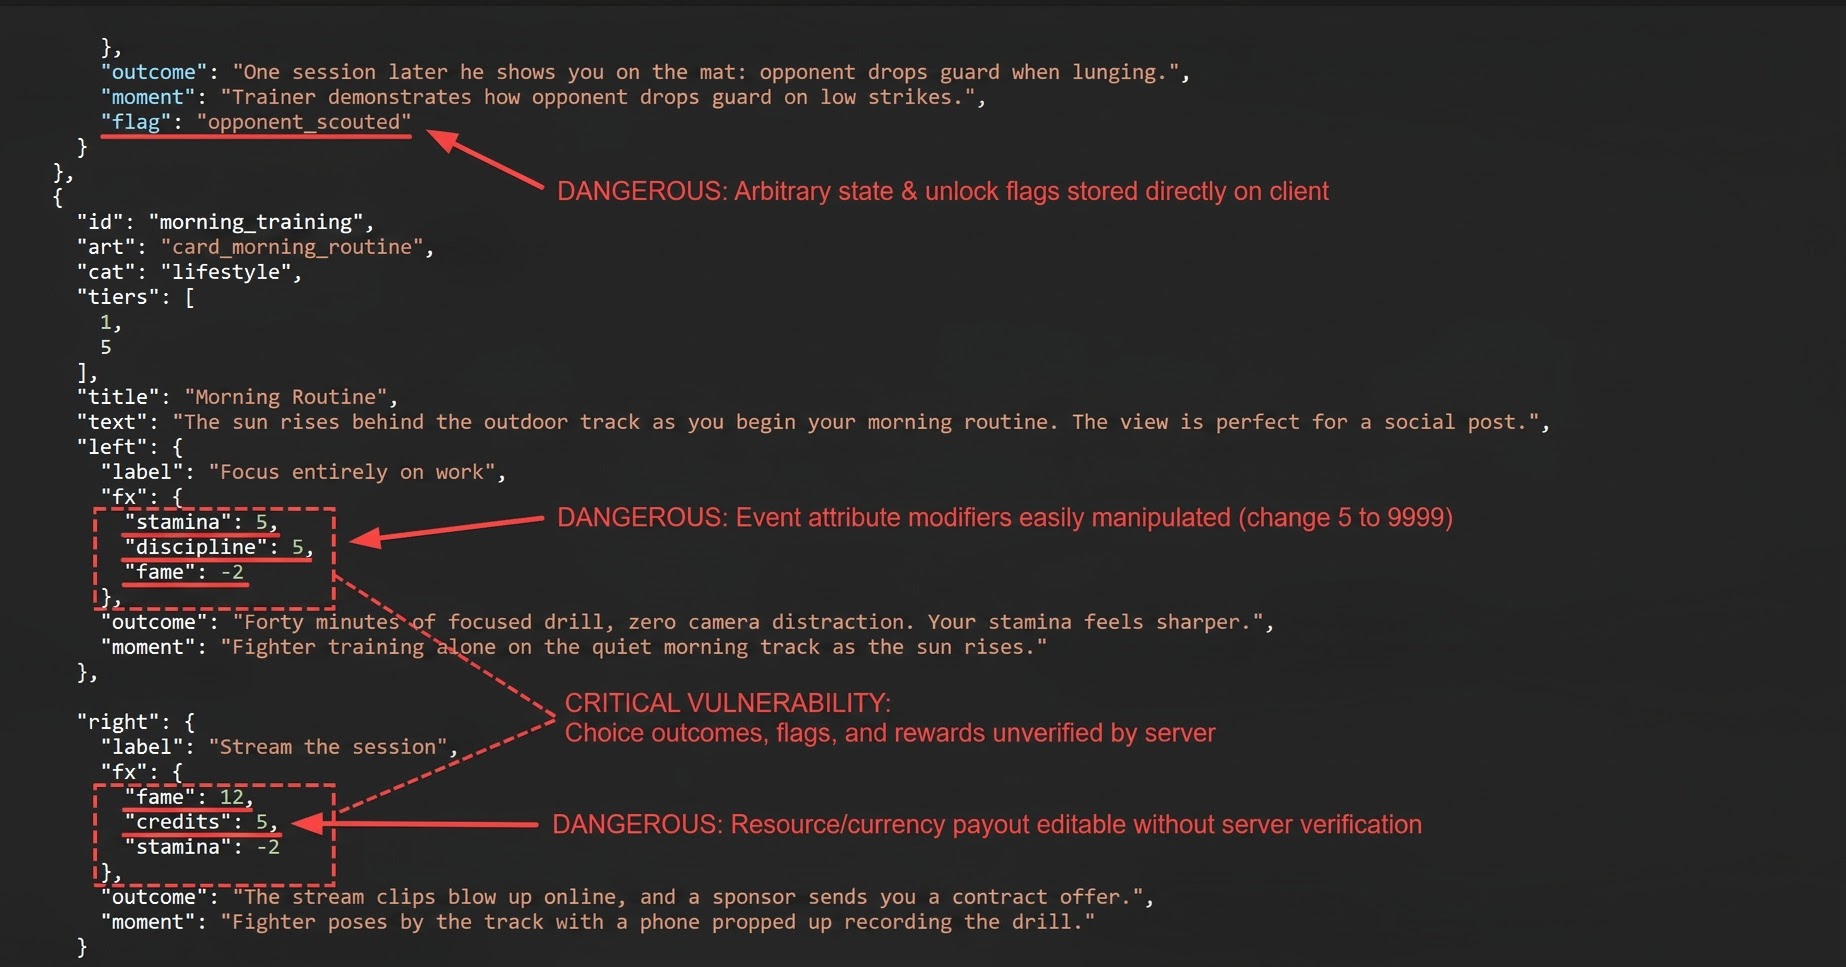 },
"outcome": "One session later he shows you on the mat: opponent drops guard when lunging.",
"moment": "Trainer demonstrates how opponent drops guard on low strikes.",
"flag": "opponent_scouted"
}
DANGEROUS: Arbitrary state & unlock flags stored directly on client
},
{
"id": "morning_training",
"art": "card_morning_routine",
"cat": "lifestyle",
"tiers": [
1,
5
],
"title": "Morning Routine",
"text": "The sun rises behind the outdoor track as you begin your morning routine. The view is perfect for a social post.",
"left": {
"label": "Focus entirely on work",
"fx": {
"stamina": 5,
DANGEROUS: Event attribute modifiers easily manipulated (change 5 to 9999)
"discipline": 5,
"fame": -2
},
"outcome": "Forty minutes of focused drill, zero camera distraction. Your stamina feels sharper.",
"moment": "Fighter training alone on the quiet morning track as the sun rises."
},
CRITICAL VULNERABILITY:
Choice outcomes, flags, and rewards unverified by server
"right": {
"label": "Stream the session",
"fx": {
"fame": 12,
"credits": 5,
DANGEROUS: Resource/currency payout editable without server verification
"stamina": -2
},
"outcome": "The stream clips blow up online, and a sponsor sends you a contract offer.",
"moment": "Fighter poses by the track with a phone propped up recording the drill."
}